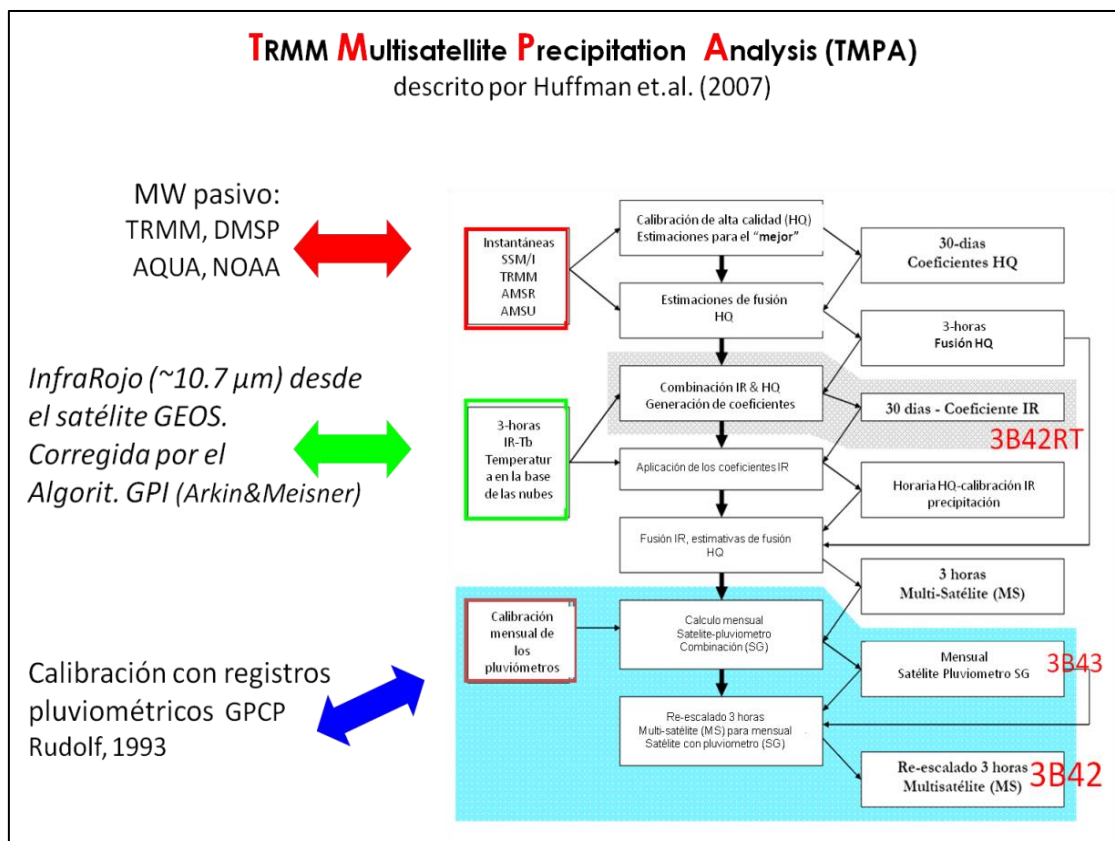 TRMM Multisatellite Precipitation Analysis (TMPA)
descrito por Huffman et.al. (2007)
MW pasivo:
TRMM, DMSP
AQUA, NOAA
InfraRojo (~10.7 µm) desde
el satélite GEOS.
Corregida por el
Algorit. GPI (Arkin&Meisner)
Calibración con registros
pluviométricos GPCP
Rudolf, 1993
Instantáneas
SSM/I
TRMM
AMSR
AMSU
3-horas
IR-Tb
Temperatur
a en la base
de las nubes
Calibración
mensual de
los
pluviómetros
Calibración de alta calidad (HQ)
Estimaciones para el "mejor"
Estimaciones de fusión
HQ
Combinación IR & HQ
Generación de coeficientes
Aplicación de los coeficientes IR
Fusión IR, estimativas de fusión
HQ
Calculo mensual
Satelite-pluviometro
Combinación (SG)
Re-escalado 3 horas
Multi-satélite (MS) para mensual
Satélite con pluviometro (SG)
30-dias
Coeficientes HQ
3-horas
Fusión HQ
30 dias - Coeficiente IR
3B42RT
Horaria HQ-calibración IR
precipitación
3 horas
Multi-Satélite (MS)
Mensual
Satélite Pluviometro SG
3B43
Re-escalado 3 horas
Multisatélite (MS)
3B42